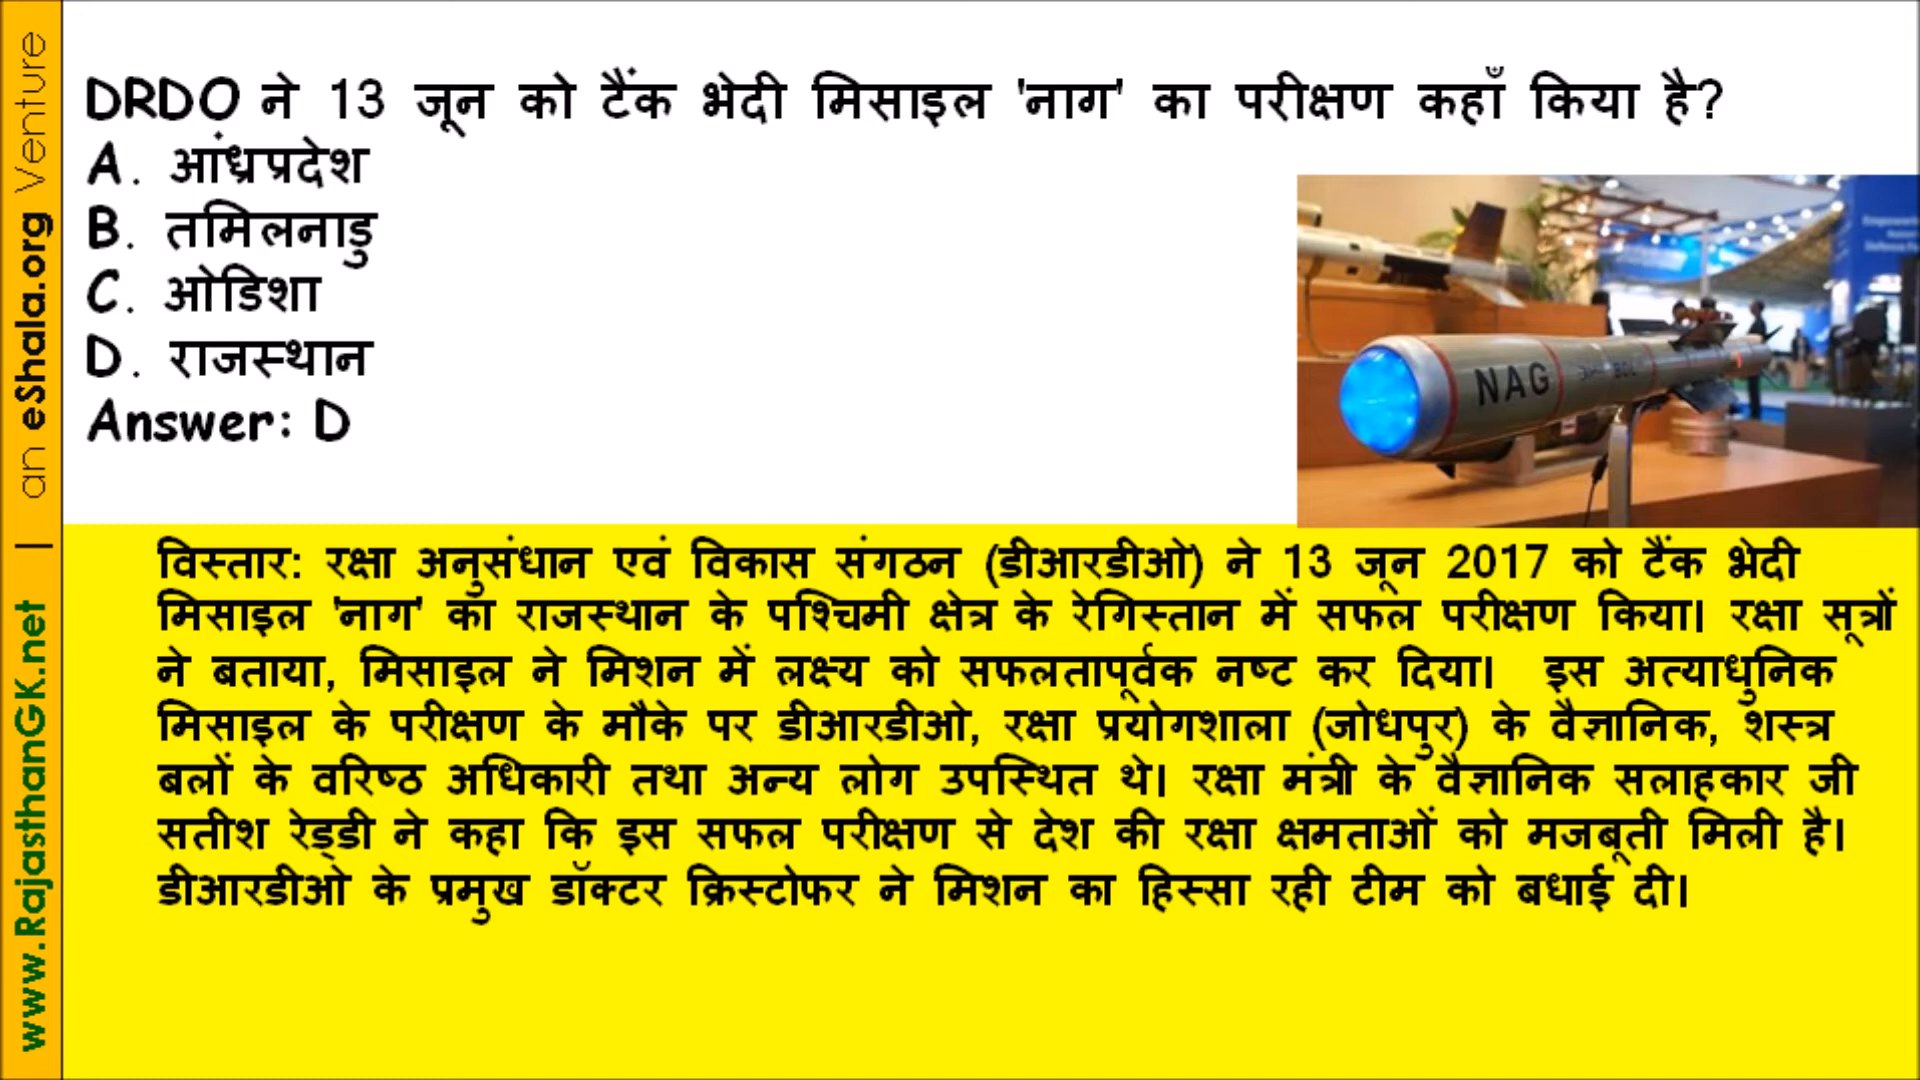 DRDO ने 13 जून को टैंक भेदी मिसाइल 'नाग' का परीक्षण कहाँ किया है?
A. आंध्रप्रदेश
B. तमिलनाडु
C. ओडिशा
D. राजस्थान
Answer: D
NAG
विस्तार: रक्षा अनुसंधान एवं विकास संगठन (डीआरडीओ) ने 13 जून 2017 को टैंक भेदी
मिसाइल 'नाग' का राजस्थान के पश्चिमी क्षेत्र के रेगिस्तान में सफल परीक्षण किया। रक्षा सूत्रों
ने बताया, मिसाइल ने मिशन में लक्ष्य को सफलतापूर्वक नष्ट कर दिया। इस अत्याधुनिक
मिसाइल के परीक्षण के मौके पर डीआरडीओ, रक्षा प्रयोगशाला (जोधपुर) के वैज्ञानिक, शस्त्र
बलों के वरिष्ठ अधिकारी तथा अन्य लोग उपस्थित थे। रक्षा मंत्री के वैज्ञानिक सलाहकार जी
सतीश रेड्डी ने कहा कि इस सफल परीक्षण से देश की रक्षा क्षमताओं को मजबूती मिली है।
डीआरडीओ के प्रमुख डॉक्टर क्रिस्टोफर ने मिशन का हिस्सा रही टीम को बधाई दी।
www.RajasthanGK.net | an eShala.org Venture